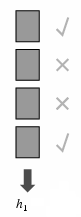 ✓
×
×
✓
h₁